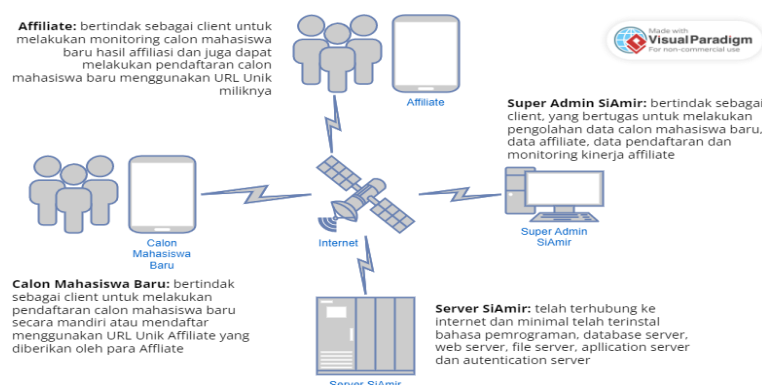 Affiliate: bertindak sebagai client untuk
melakukan monitoring calon mahasiswa
baru hasil affiliasi dan juga dapat
melakukan pendaftaran calon
mahasiswa baru menggunakan URL Unik
miliknya
Affiliate
Made with
Visual Paradigm
For non-commercial use
Super Admin SiAmir: bertindak sebagai
client, yang bertugas untuk melakukan
pengolahan data calon mahasiswa baru,
data affiliate, data pendaftaran dan
monitoring kinerja affiliate
Super Admin
SiAmir
Internet
Calon
Mahasiswa
Baru
Calon Mahasiswa Baru: bertindak
sebagai client untuk melakukan
pendaftaran calon mahasiswa baru
secara mandiri atau mendaftar
menggunakan URL Unik Affiliate yang
diberikan oleh para Affliate
Server SiAmir: telah terhubung ke
internet dan minimal telah terinstal
bahasa pemrograman, database server,
web server, file server, apllication server
dan autentication server
Server SiAmir